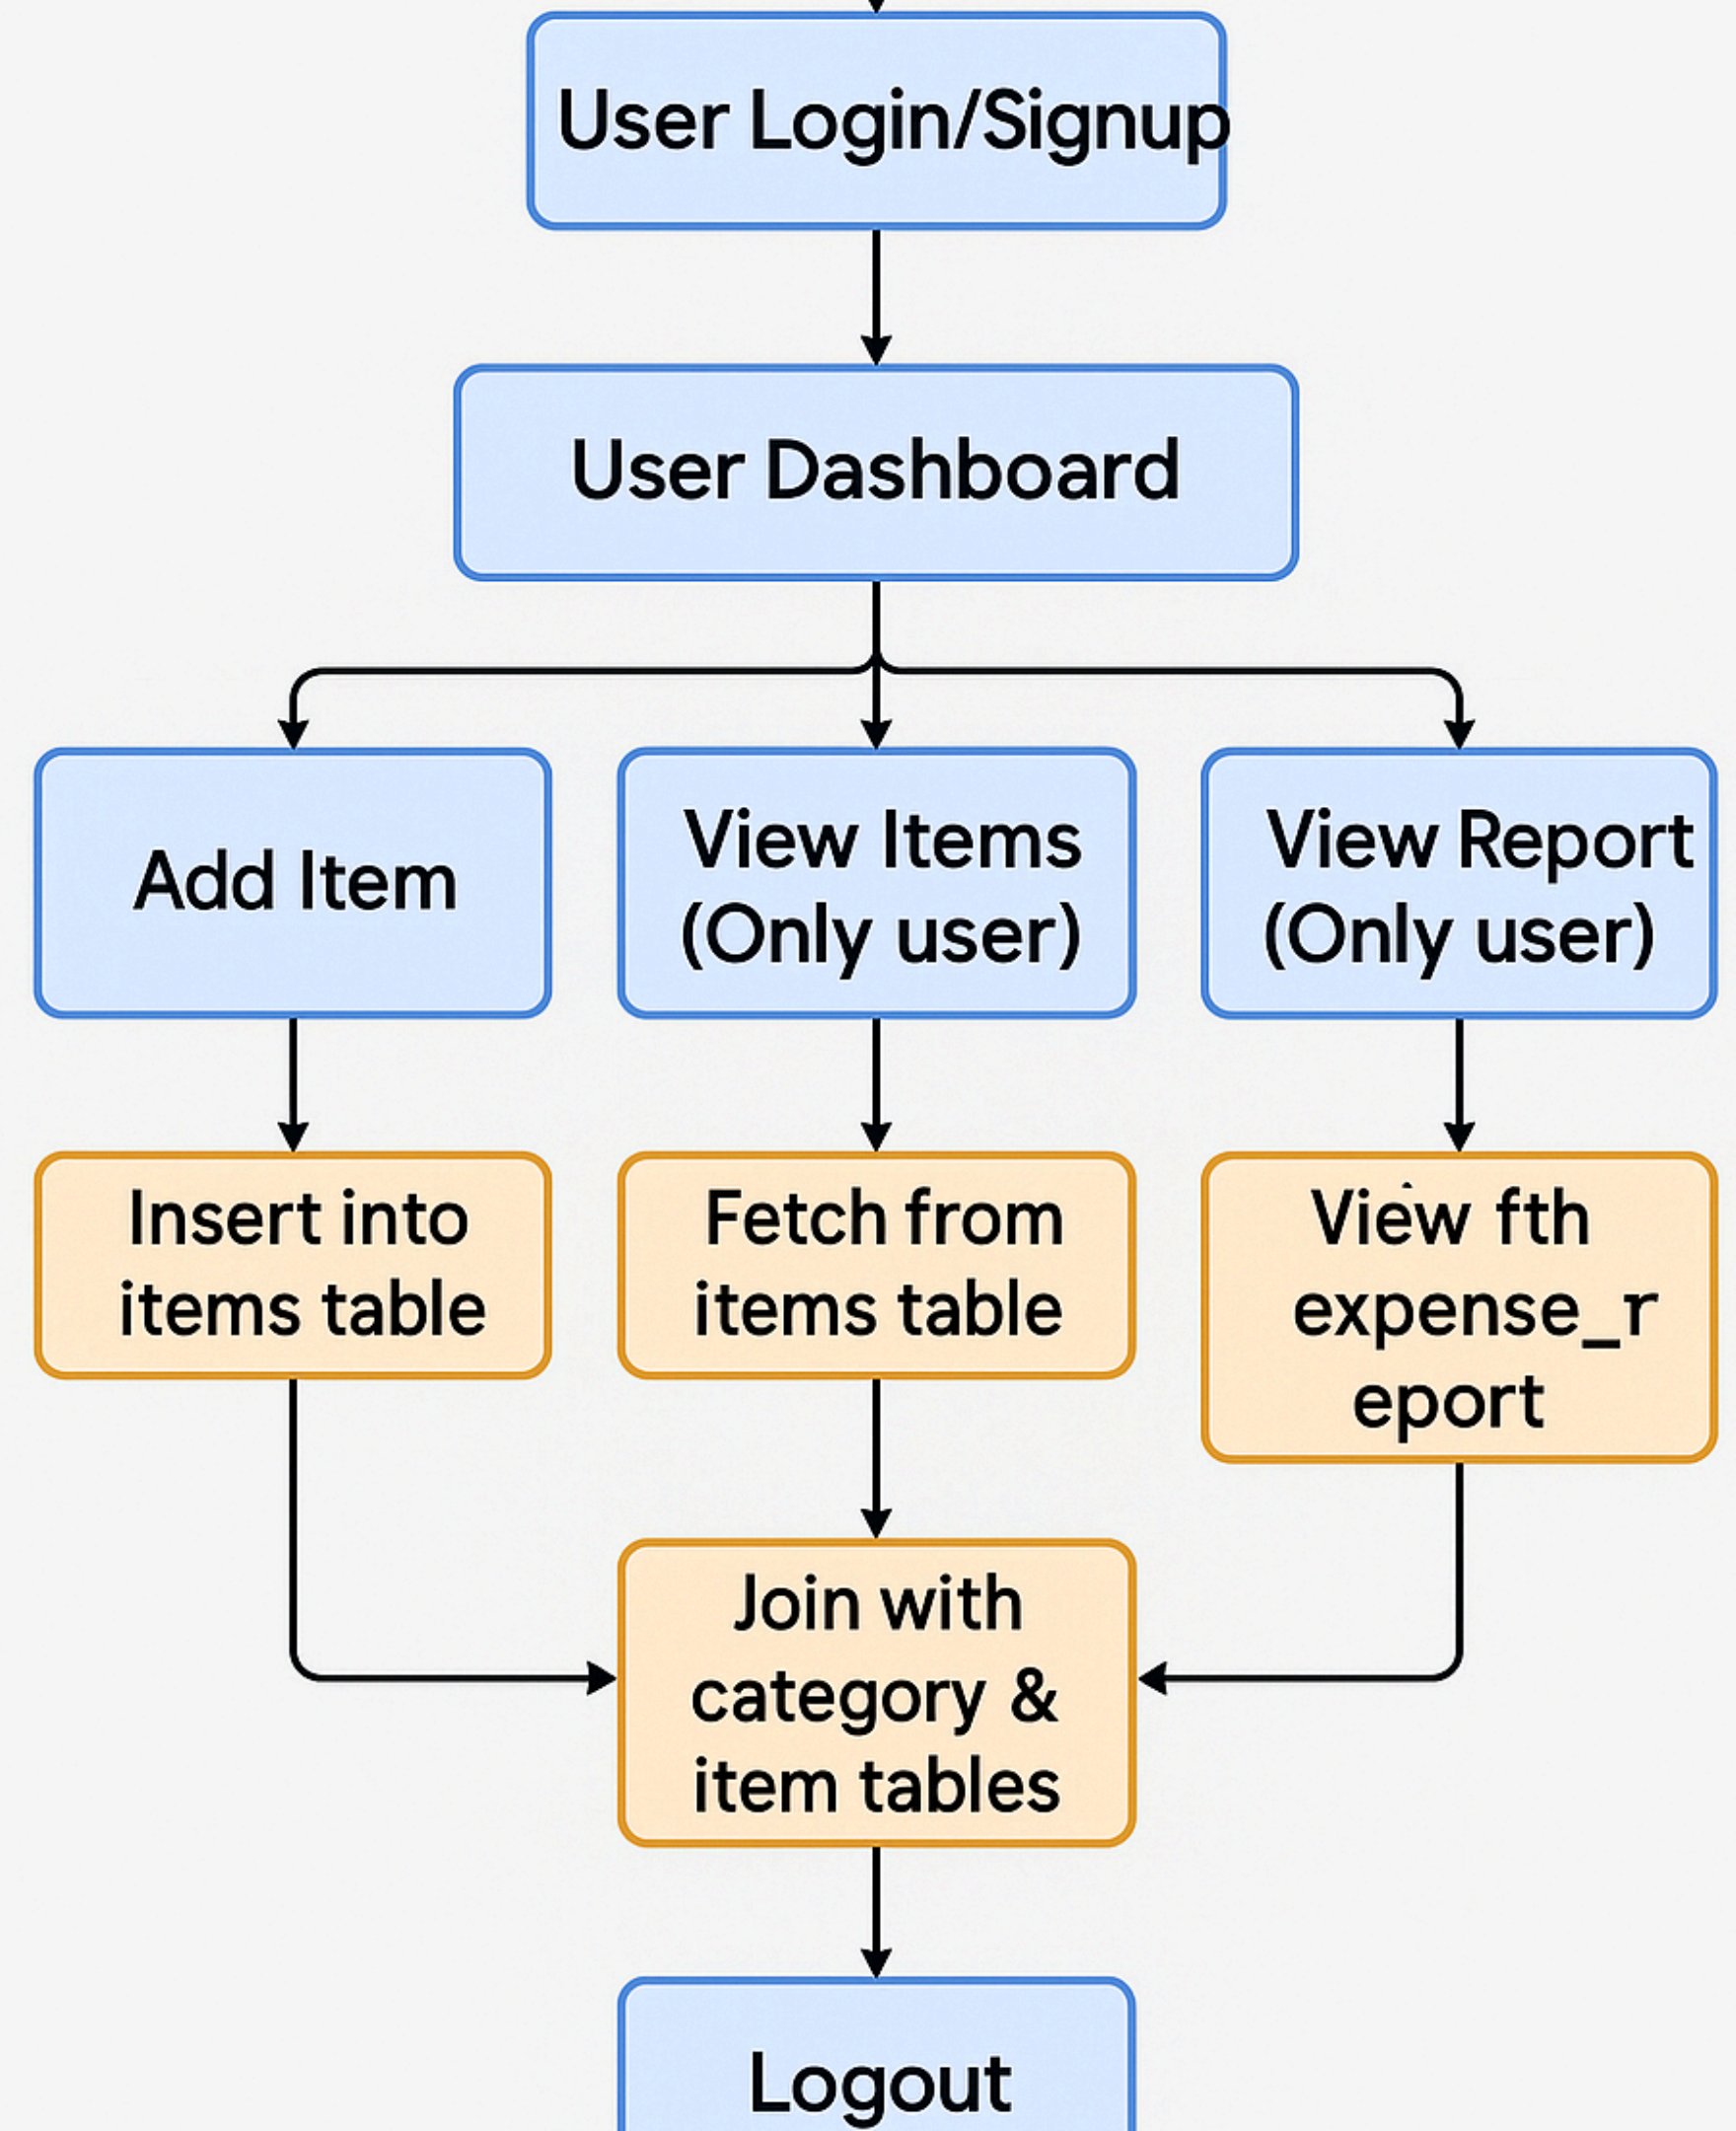 User Login/Signup
User Dashboard
Add Item
View Items
(Only user)
View Report
(Only user)
Insert into
items table
Fetch from
items table
View fth
expense_r
eport
Join with
category &
item tables
Logout